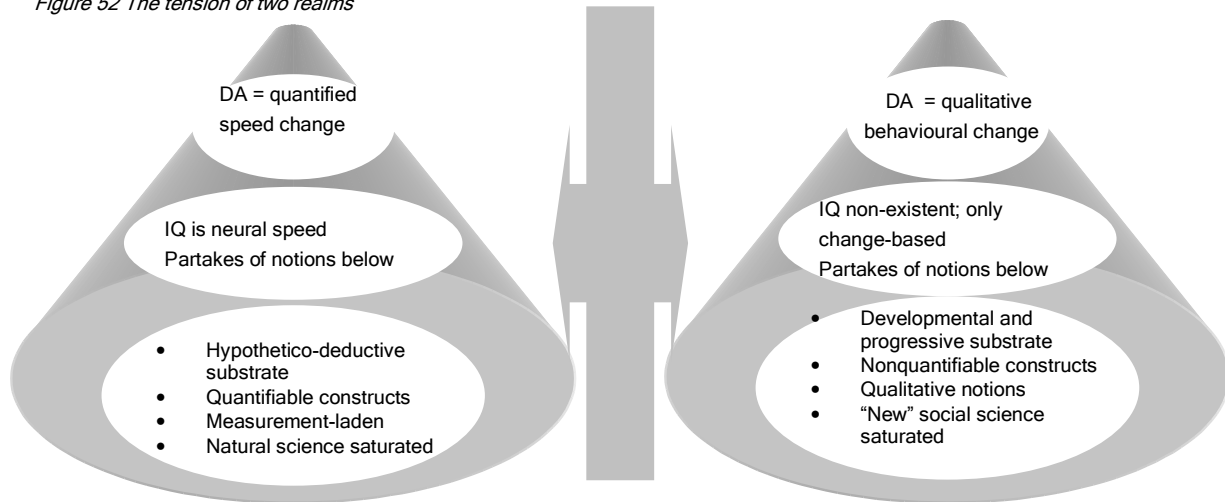 Figure 52 The tension of two realms
DA = quantified
speed change
IQ is neural speed
Partakes of notions below
• Hypothetico-deductive
substrate
• Quantifiable constructs
• Measurement-laden
• Natural science saturated
DA = qualitative
behavioural change
IQ non-existent; only
change-based
Partakes of notions below
• Developmental and
progressive substrate
• Nonquantifiable constructs
• Qualitative notions
• “New” social science
saturated